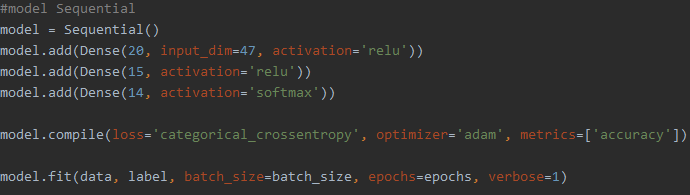 #model Sequential
model = Sequential()
model.add(Dense(20, input_dim=47, activation='relu'))
model.add(Dense(15, activation='relu'))
model.add(Dense(14, activation='softmax'))
model.compile(loss='categorical_crossentropy', optimizer='adam', metrics=['accuracy'])
model.fit(data, label, batch_size=batch_size, epochs=epochs, verbose=1)